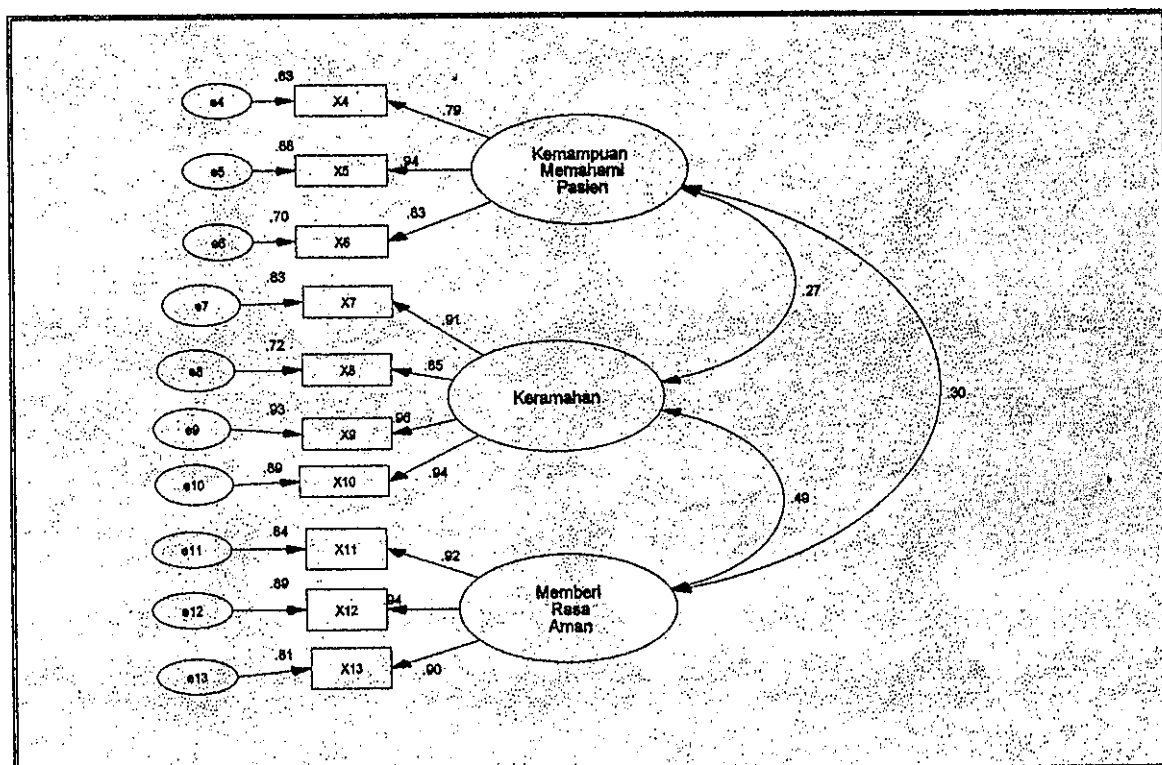 .63
e4
X4
.79
.88
e5
X5
.94
Kemampuan
Memahami
Pasien
.70
e6
X6
.83
.83
e7
X7
.91
.27
.72
e8
X8
.85
Keramahan
.30
.93
e9
X9
.96
.89
e10
X10
.94
.49
.84
e11
X11
.92
.89
e12
X12
.94
Memberi
Rasa
Aman
.81
e13
X13
.90